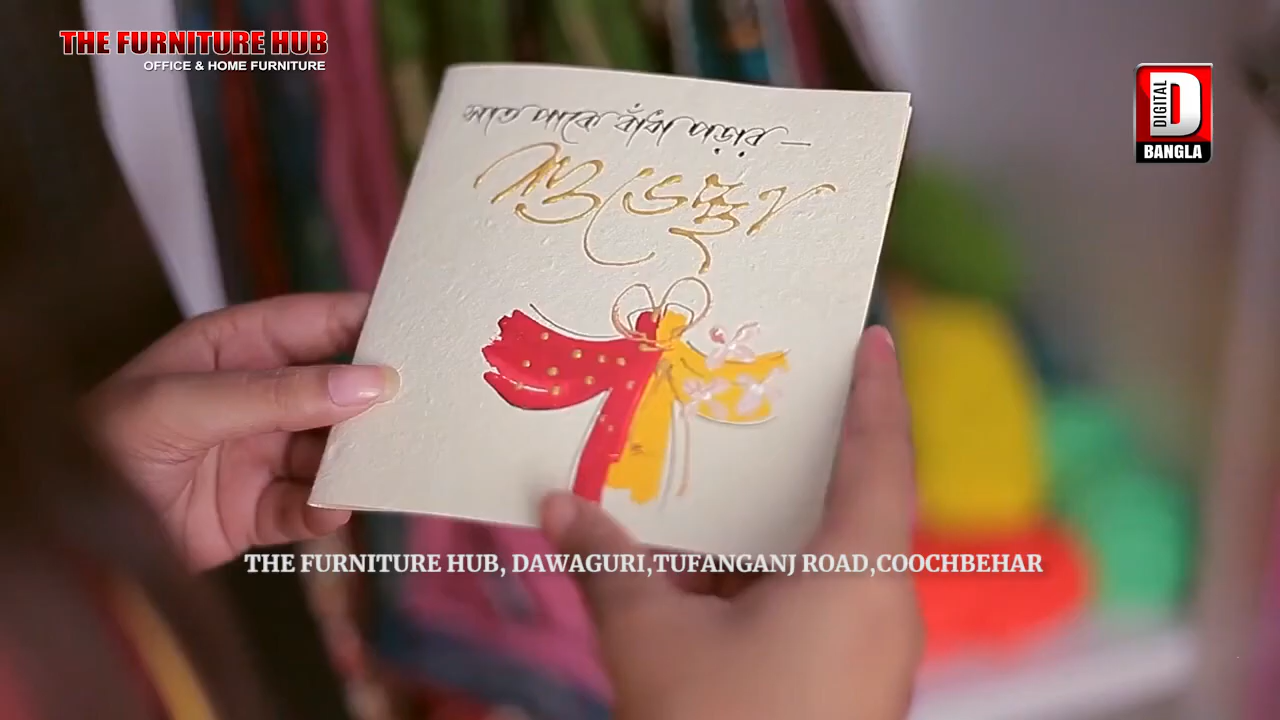 THE FURNITURE HUB
OFFICE & HOME FURNITURE
DIGITAL
D
BANGLA
সাত পাকে বাঁধা পড়ার —
শুভেচ্ছা
THE FURNITURE HUB, DAWAGURI,TUFANGANJ ROAD,COOCHBEHAR